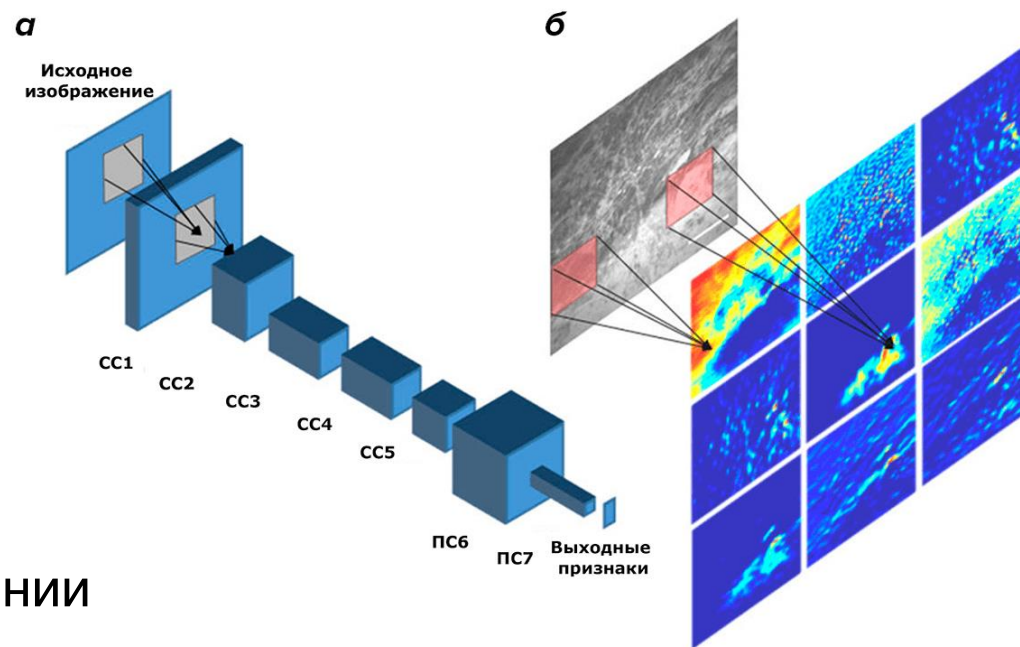 а
б
Исходное
изображение
СС1
СС2
СС3
СС4
СС5
ПС6
ПС7
Выходные
признаки
НИИ